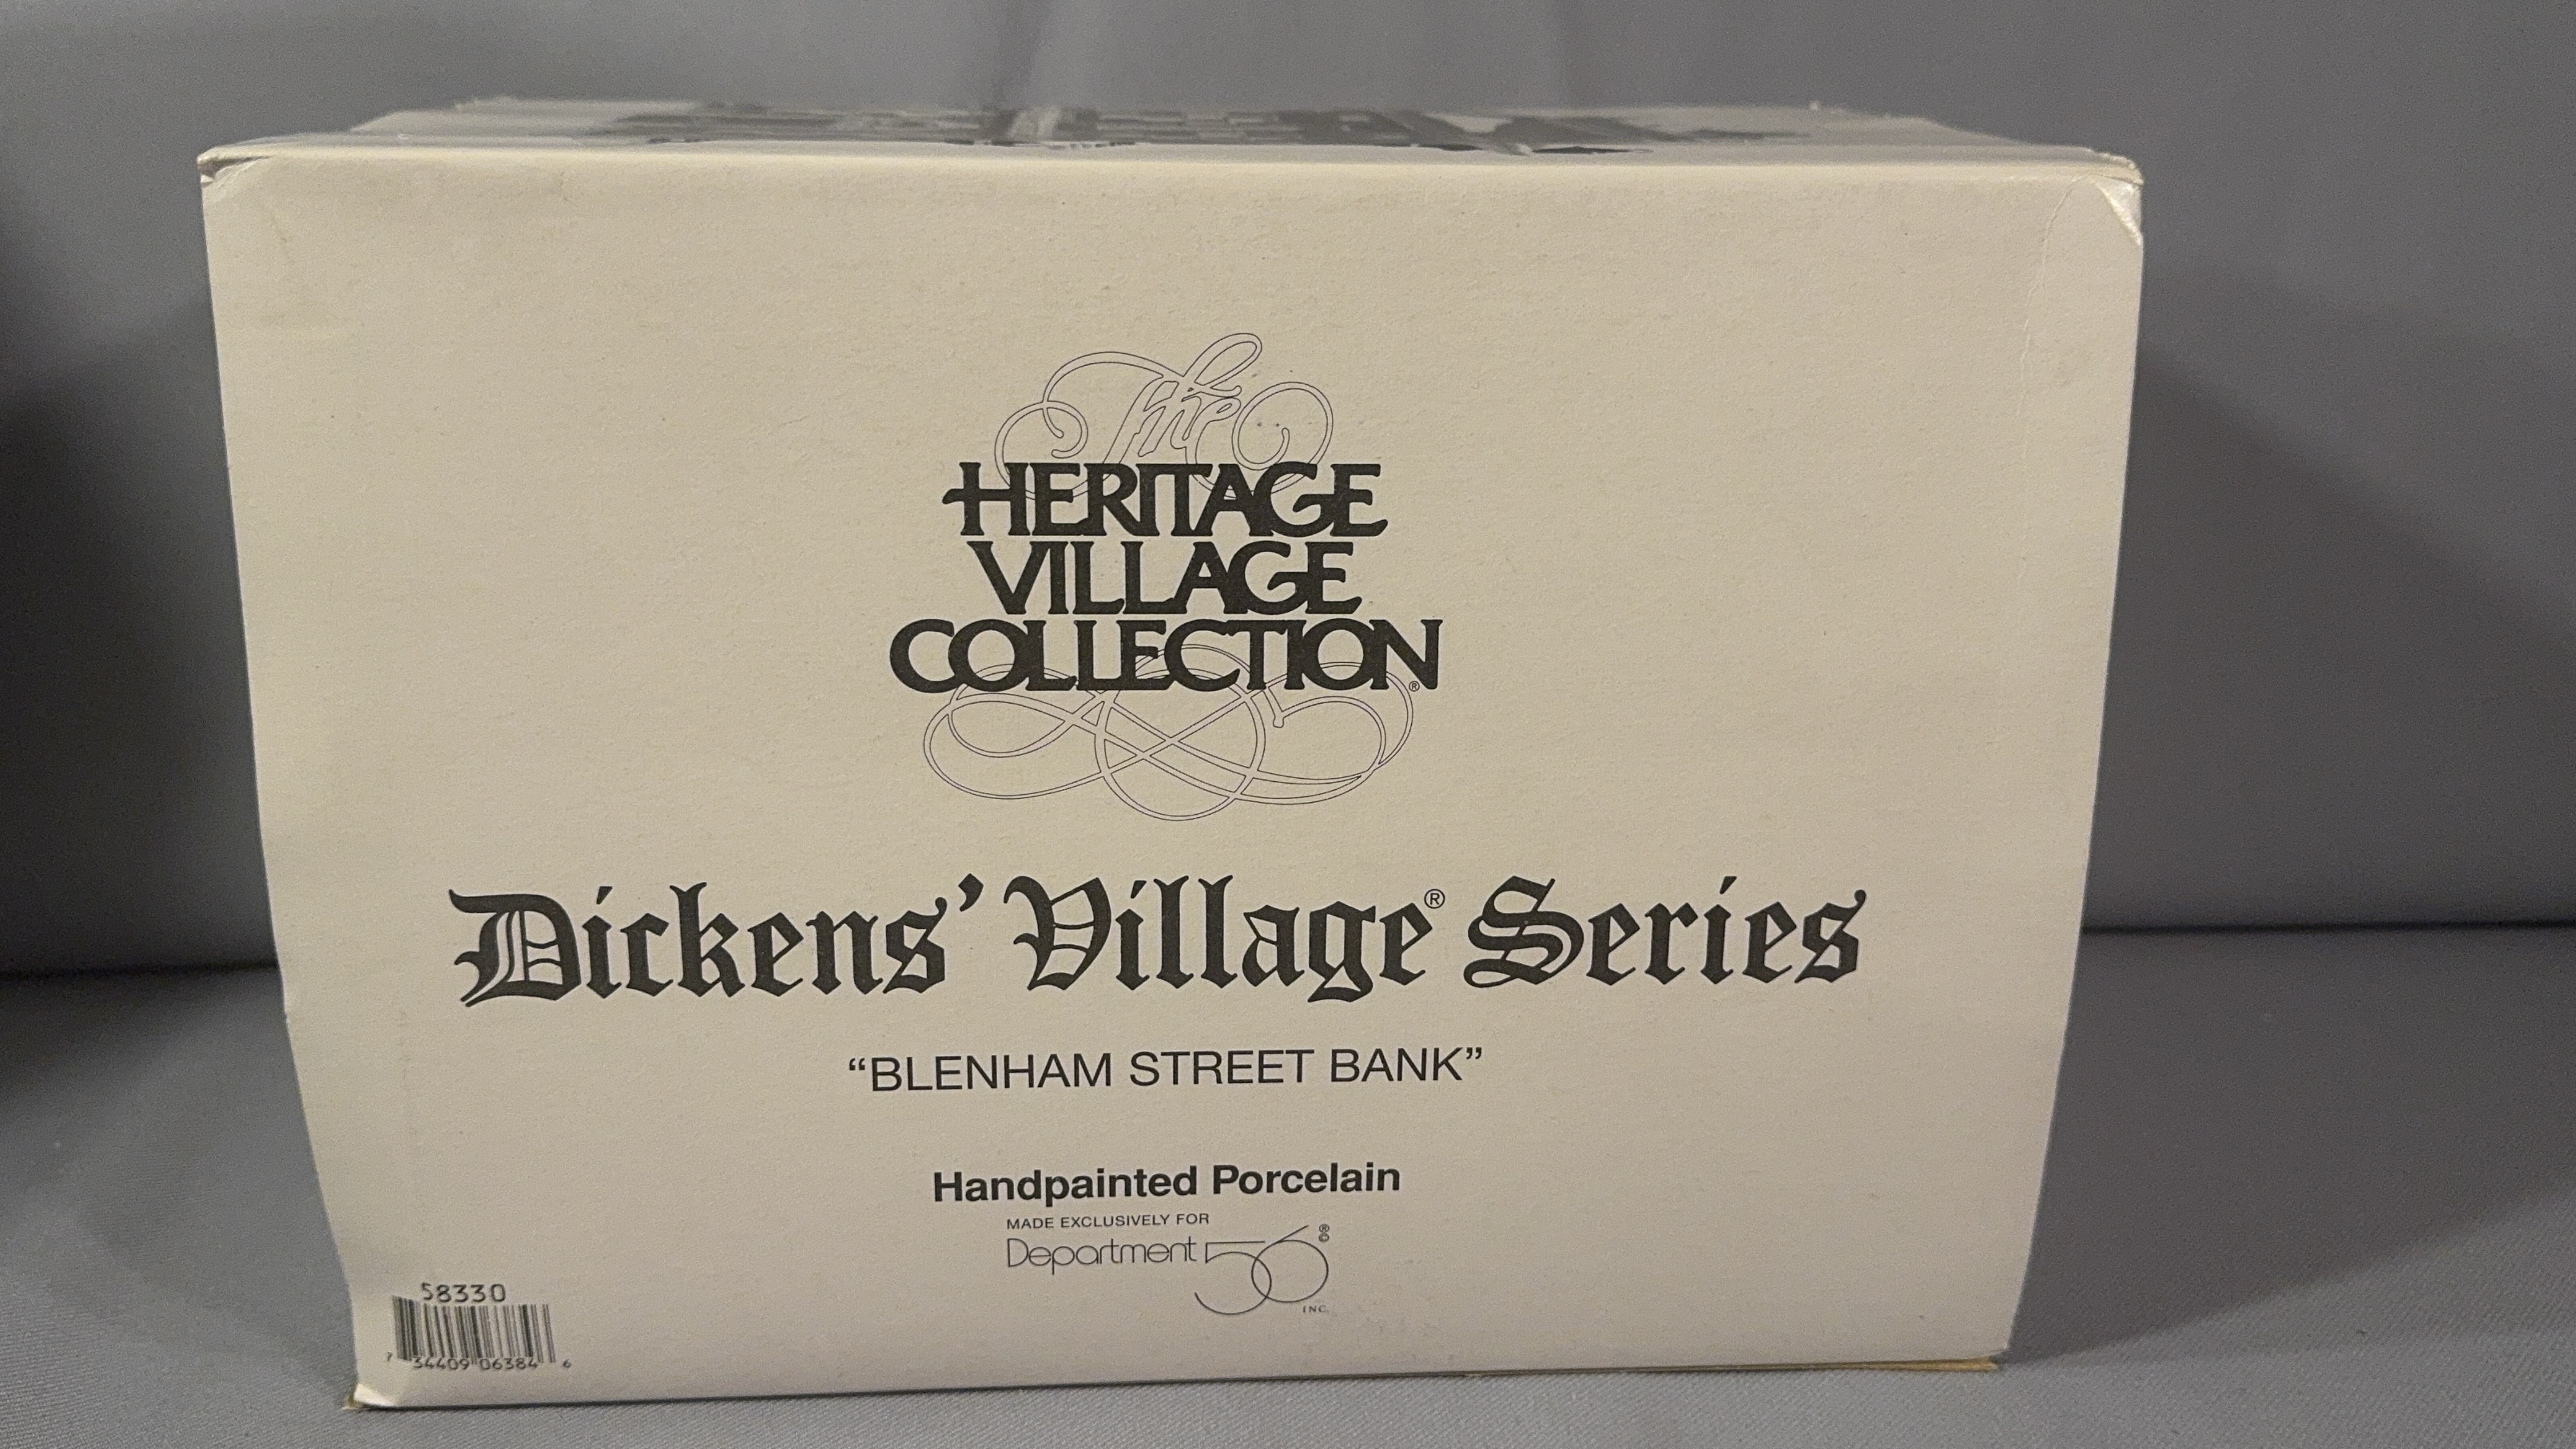 The
HERITAGE
VILLAGE
COLLECTION®
Dickens' Village® Series
“BLENHAM STREET BANK”
Handpainted Porcelain
MADE EXCLUSIVELY FOR
Department 56®©
INC.
58330
7 34409 06384 6